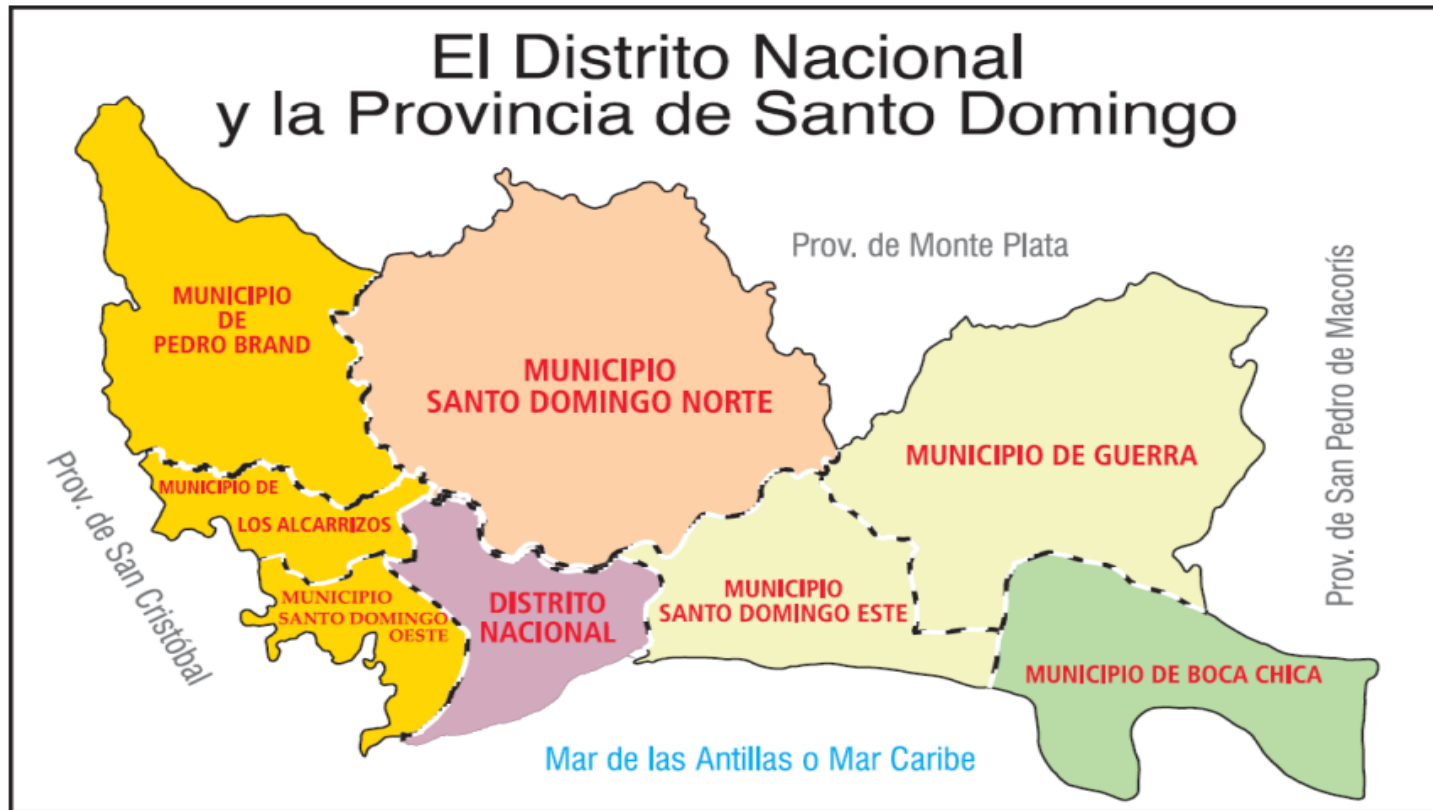 El Distrito Nacional
y la Provincia de Santo Domingo
Prov. de Monte Plata
Prov. de San Pedro de Macorís
MUNICIPIO
DE
PEDRO BRAND
MUNICIPIO
SANTO DOMINGO NORTE
MUNICIPIO DE GUERRA
MUNICIPIO DE
LOS ALCARRIZOS
Prov. de San Cristóbal
MUNICIPIO
SANTO DOMINGO
OESTE
DISTRITO
NACIONAL
MUNICIPIO
SANTO DOMINGO ESTE
MUNICIPIO DE BOCA CHICA
Mar de las Antillas o Mar Caribe